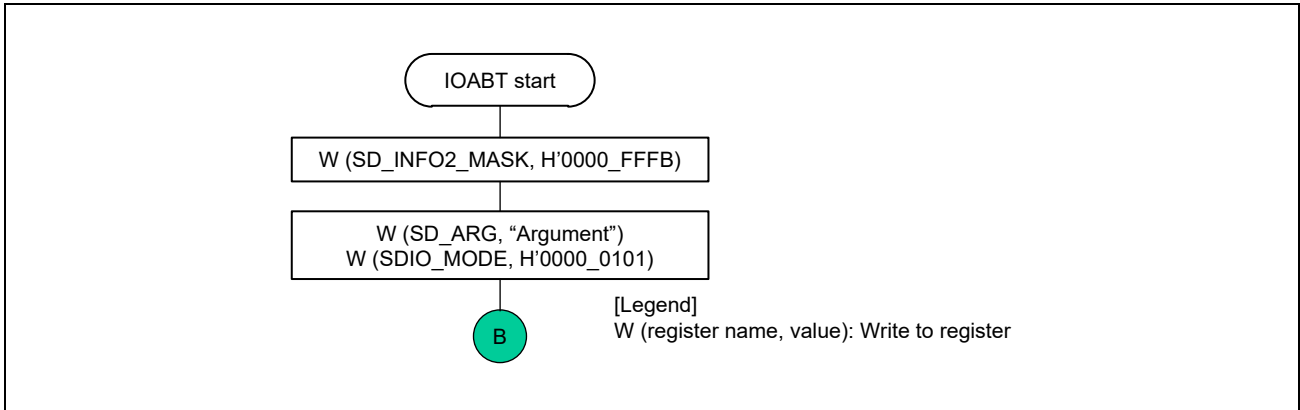 IOABT start
W (SD_INFO2_MASK, H’0000_FFFB)
W (SD_ARG, “Argument”)
W (SDIO_MODE, H’0000_0101)
[Legend]
W (register name, value): Write to register
B